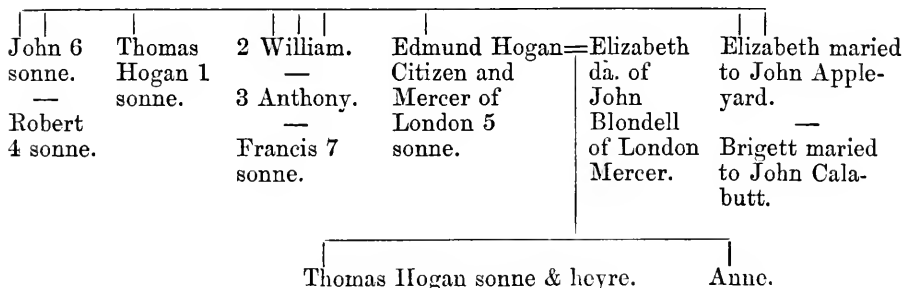 John 6
sonne.
—
Robert
4 sonne.
Thomas
Hogan 1
sonne.
2 William.
—
3 Anthony.
—
Francis 7
sonne.
Edmund Hogan=Elizabeth
Citizen and
Mercer of
London 5
sonne.
dà. of
John
Blondell
of London
Mercer.
Elizabeth maried
to John Apple-
yard.
—
Brigett maried
to John Cala-
butt.
Thomas Hogan sonne & heyre.
Anne.